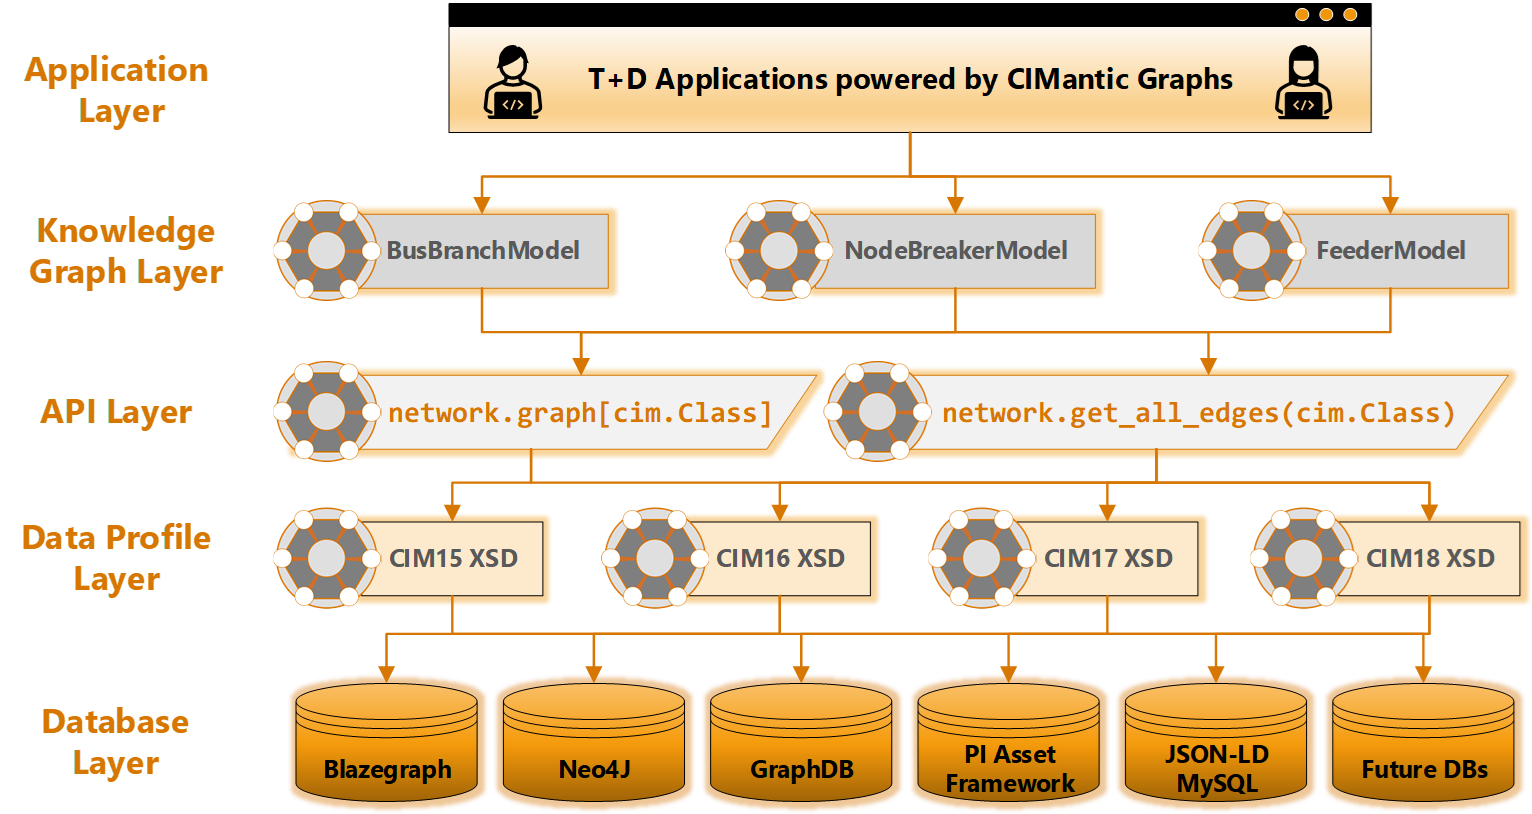 Application
Layer
T+D Applications powered by CIMantic Graphs
</>
</>
Knowledge
Graph Layer
BusBranchModel
NodeBreakerModel
FeederModel
API Layer
network.graph[cim.Class]
network.get_all_edges(cim.Class)
Data Profile
Layer
CIM15 XSD
CIM16 XSD
CIM17 XSD
CIM18 XSD
Database
Layer
Blazegraph
Neo4J
GraphDB
PI Asset
Framework
JSON-LD
MySQL
Future DBs